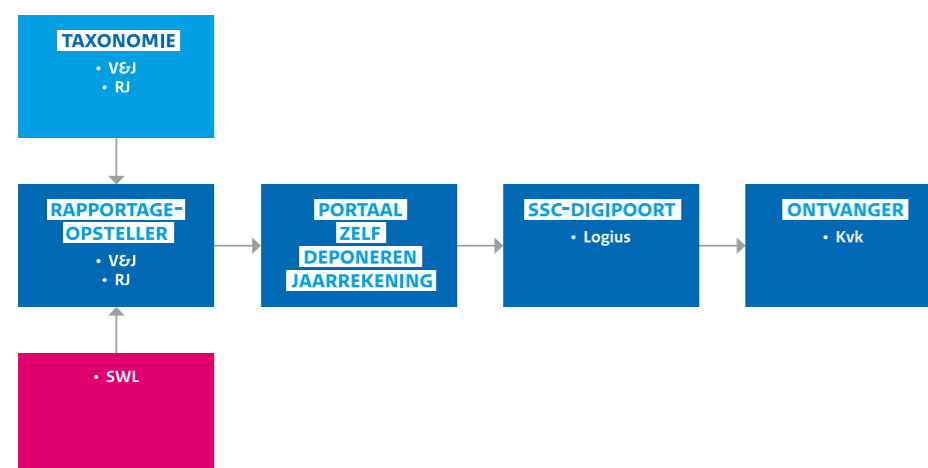 TAXONOMIE
• V&J
• RJ
RAPPORTAGE-
OPSTELLER
• V&J
• RJ
PORTAAL
ZELF
DEPONEREN
JAARREKENING
SSC-DIGIPOORT
• Logius
ONTVANGER
• Kvk
• SWL